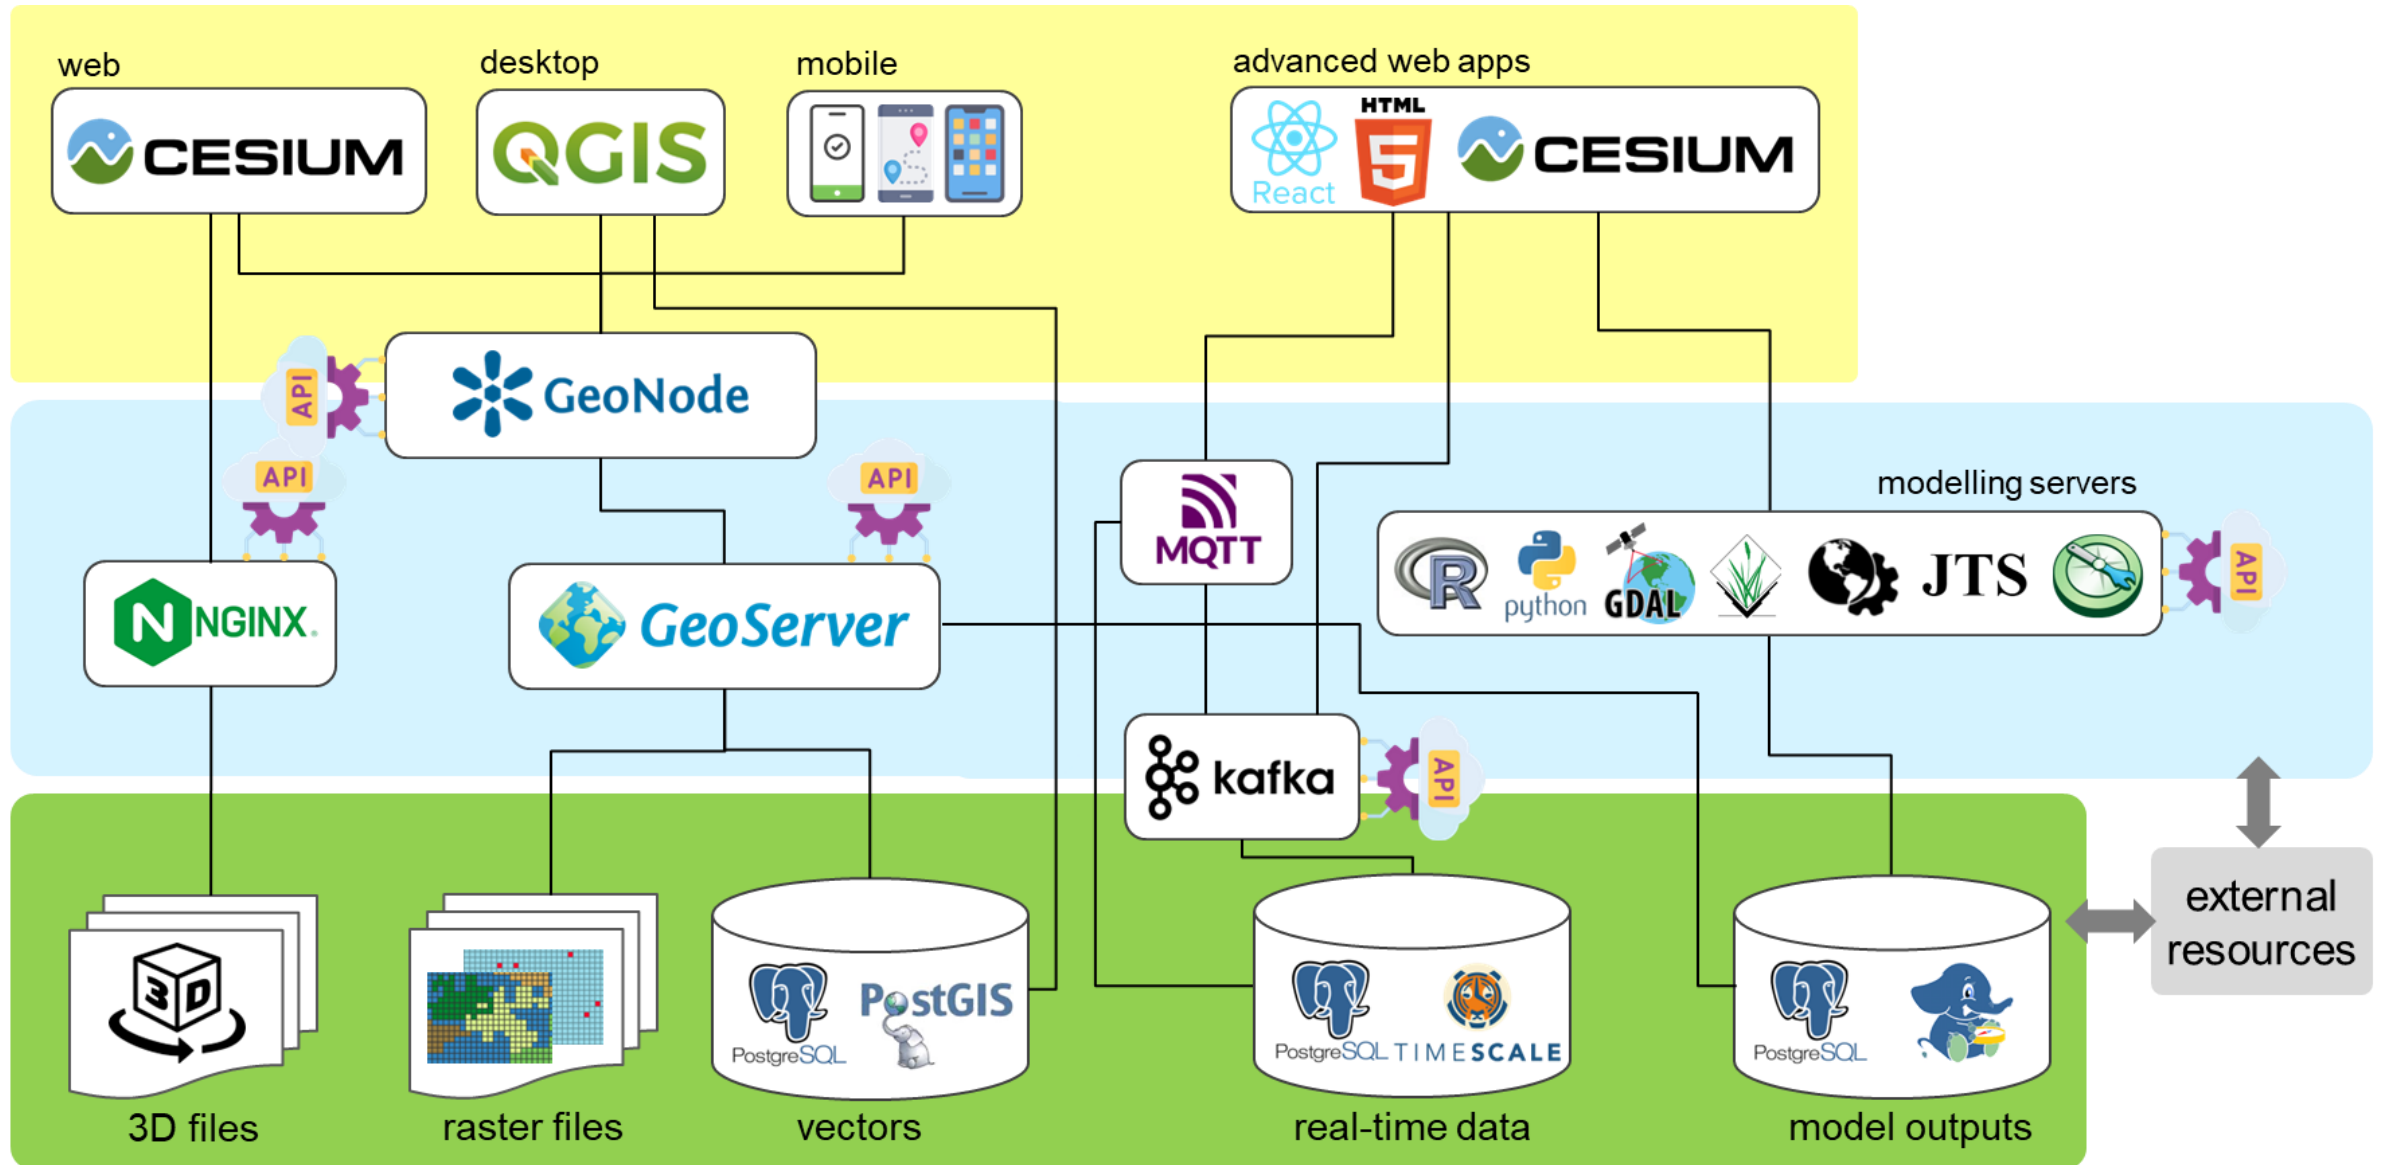 web
desktop
mobile
advanced web apps
CESIUM
QGIS
React
HTML
5
CESIUM
API
GeoNode
API
API
MQTT
modelling servers
NGINX
GeoServer
R
python
GDAL
JTS
API
kafka
API
external
resources
3D
PostgreSQL
PostGIS
PostgreSQL
TIMESCALE
PostgreSQL
3D files
raster files
vectors
real-time data
model outputs